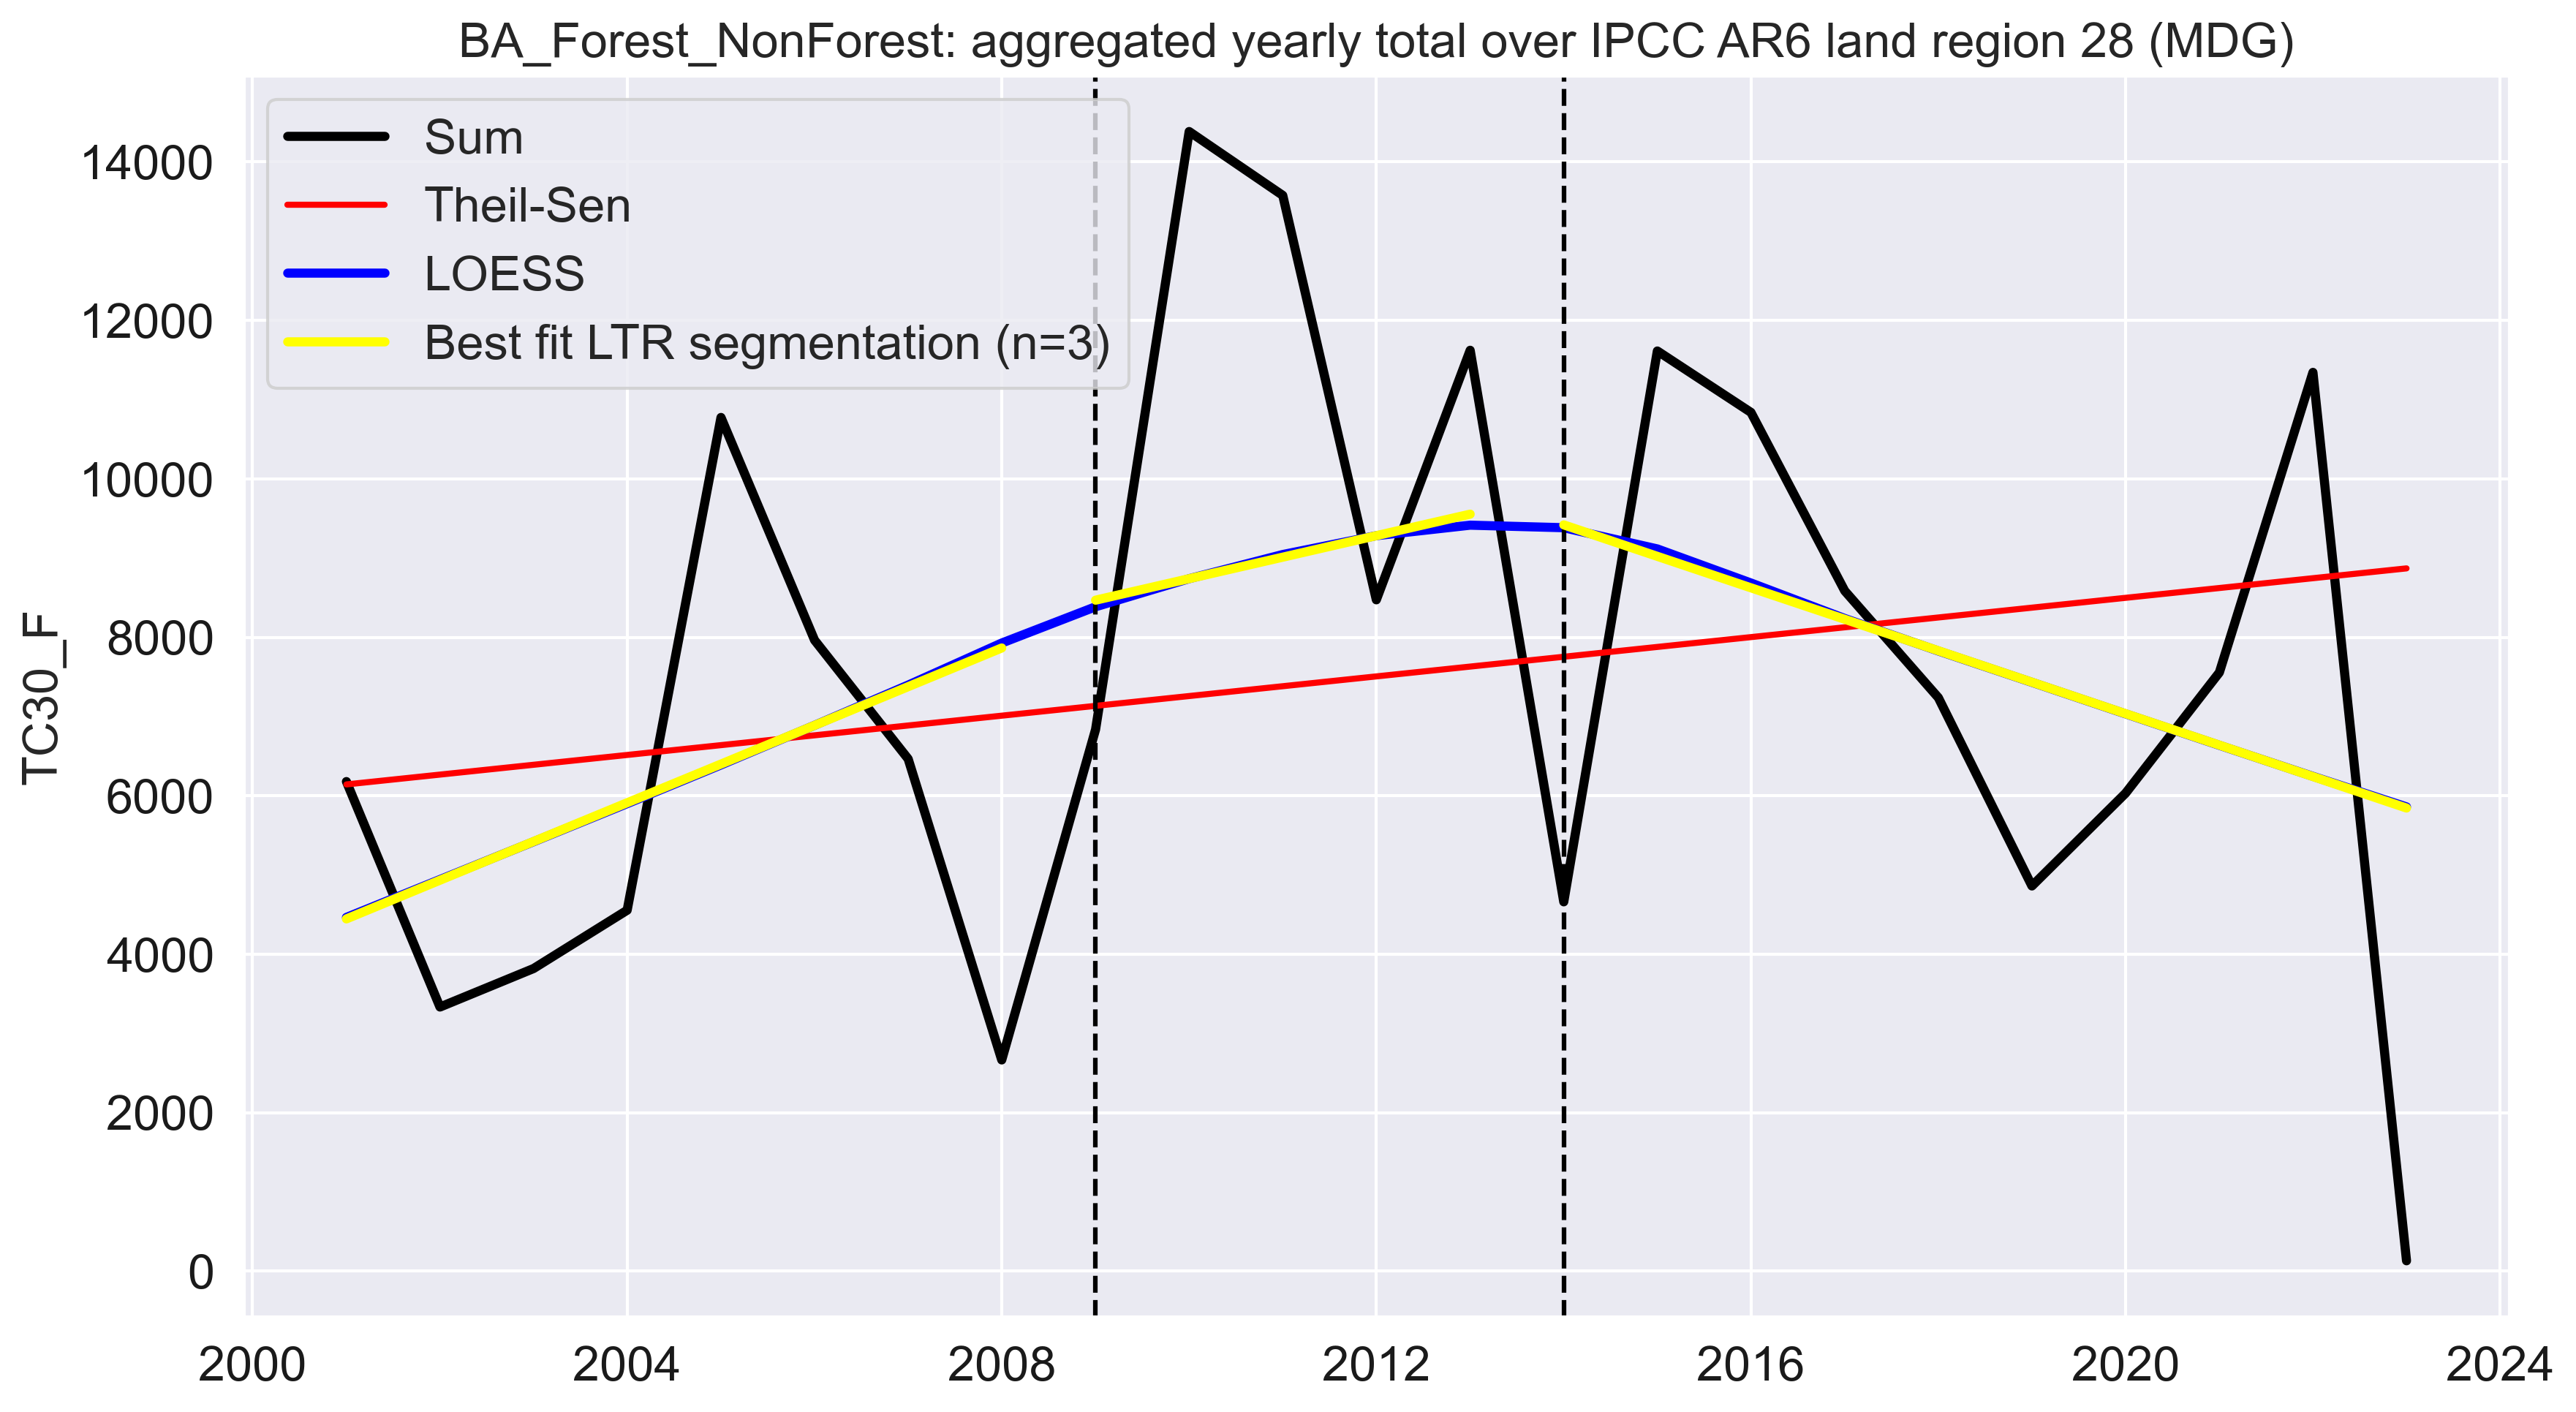 BA_Forest_NonForest: aggregated yearly total over IPCC AR6 land region 28 (MDG)
Sum
Theil-Sen
LOESS
Best fit LTR segmentation (n=3)
TC30_F
14000
12000
10000
8000
6000
4000
2000
0
2000 2004 2008 2012 2016 2020 2024